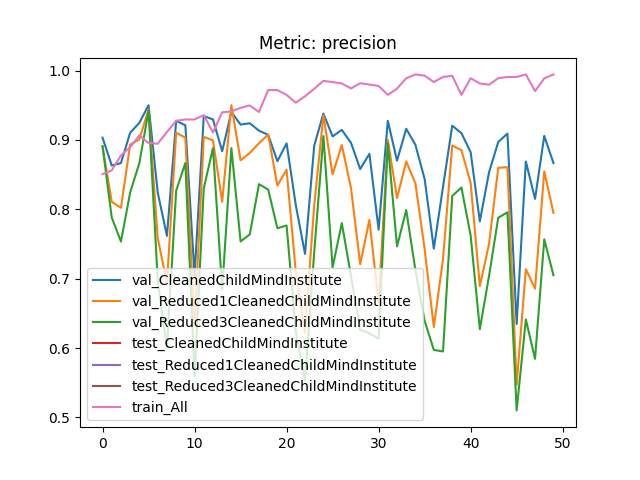 Metric: precision
1.0
0.9
0.8
0.7
0.6
0.5
val_CleanedChildMindInstitute
val_Reduced1CleanedChildMindInstitute
val_Reduced3CleanedChildMindInstitute
test_CleanedChildMindInstitute
test_Reduced1CleanedChildMindInstitute
test_Reduced3CleanedChildMindInstitute
train_All
0 10 20 30 40 50